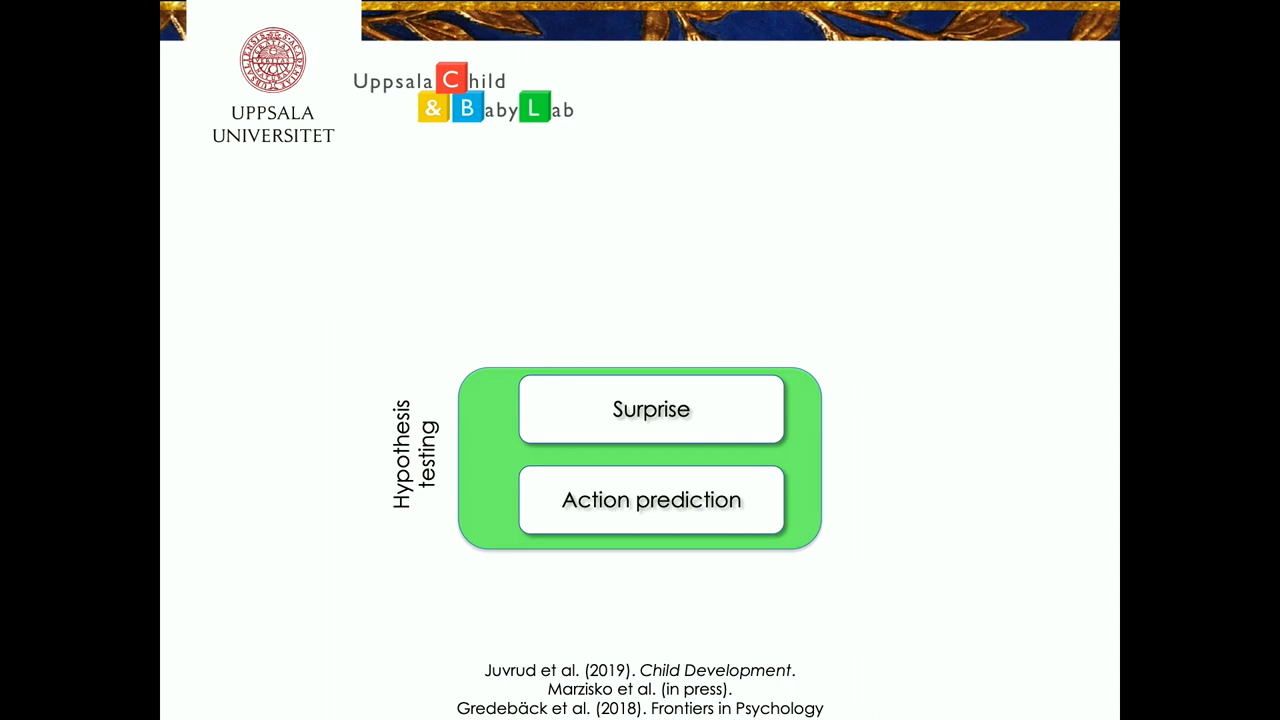 UPPSALA
UNIVERSITET
Uppsala Child
& Baby Lab
Hypothesis
testing
Surprise
Action prediction
Juvrud et al. (2019). Child Development.
Marzisko et al. (in press).
Gredebäck et al. (2018). Frontiers in Psychology